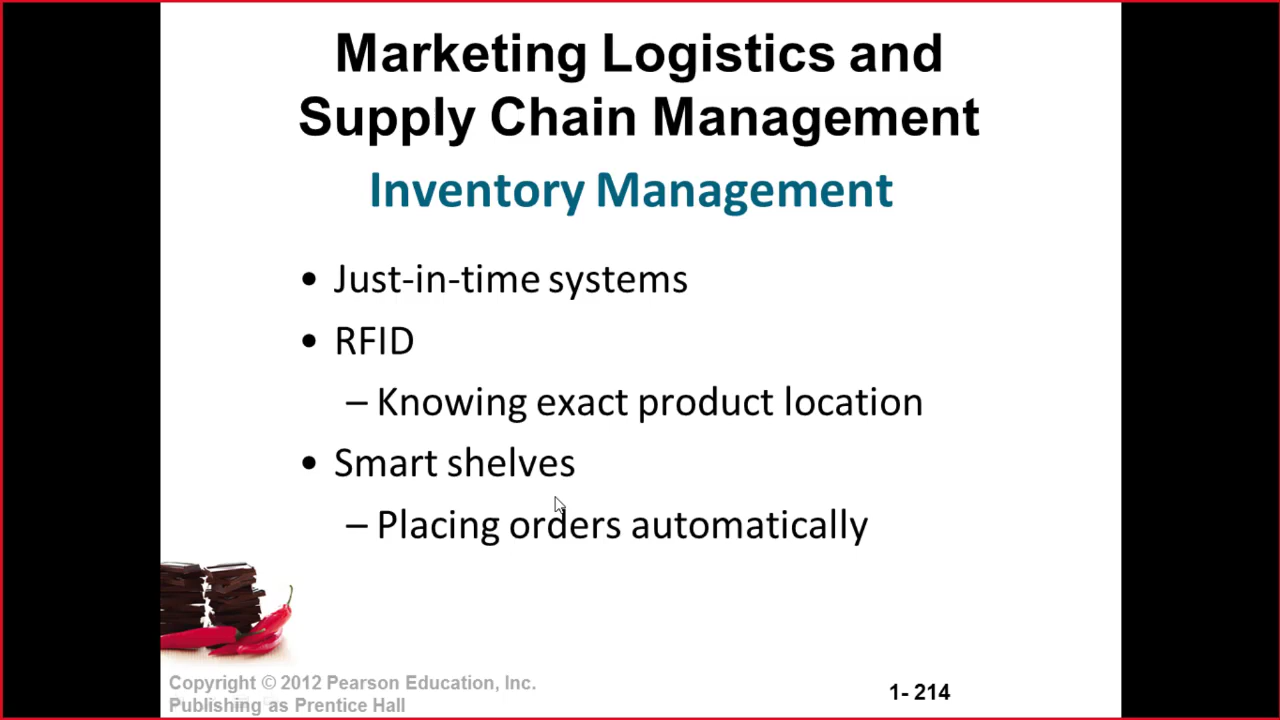 Marketing Logistics and
Supply Chain Management
Inventory Management
• Just-in-time systems
• RFID
– Knowing exact product location
• Smart shelves
– Placing orders automatically
Copyright © 2012 Pearson Education, Inc.
Publishing as Prentice Hall
1- 214